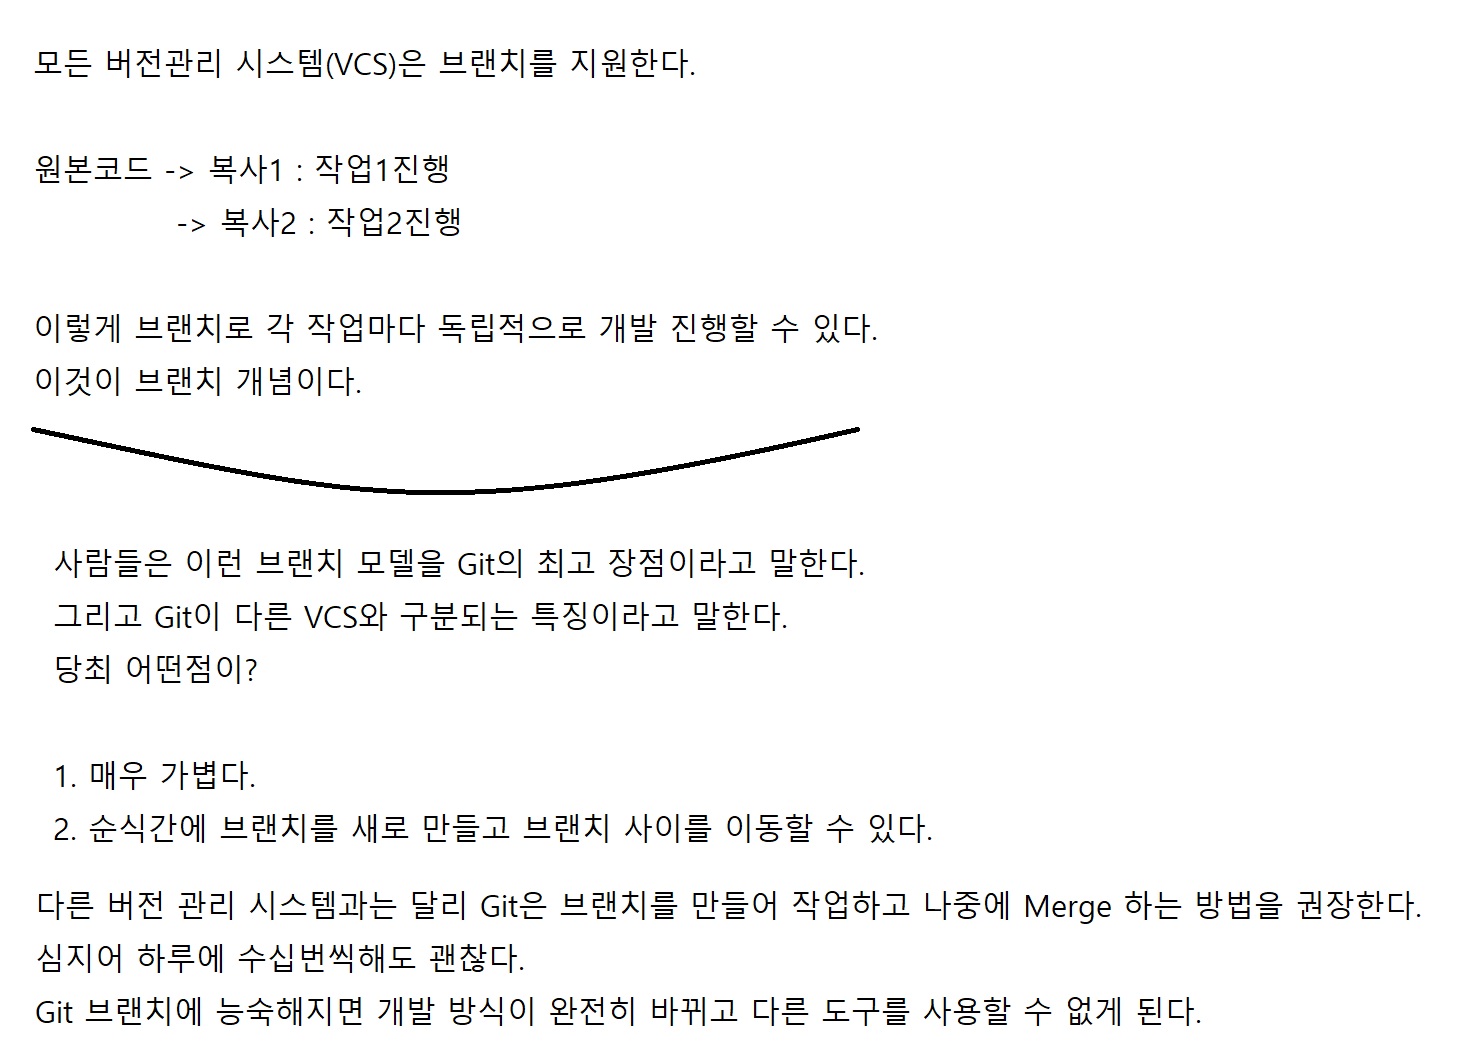 모든 버전관리 시스템(VCS)은 브랜치를 지원한다.
원본코드 -> 복사1 : 작업1진행
-> 복사2 : 작업2진행
이렇게 브랜치로 각 작업마다 독립적으로 개발 진행할 수 있다.
이것이 브랜치 개념이다.
사람들은 이런 브랜치 모델을 Git의 최고 장점이라고 말한다.
그리고 Git이 다른 VCS와 구분되는 특징이라고 말한다.
당최 어떤점이?
1. 매우 가볍다.
2. 순식간에 브랜치를 새로 만들고 브랜치 사이를 이동할 수 있다.
다른 버전 관리 시스템과는 달리 Git은 브랜치를 만들어 작업하고 나중에 Merge 하는 방법을 권장한다.
심지어 하루에 수십번씩해도 괜찮다.
Git 브랜치에 능숙해지면 개발 방식이 완전히 바뀌고 다른 도구를 사용할 수 없게 된다.